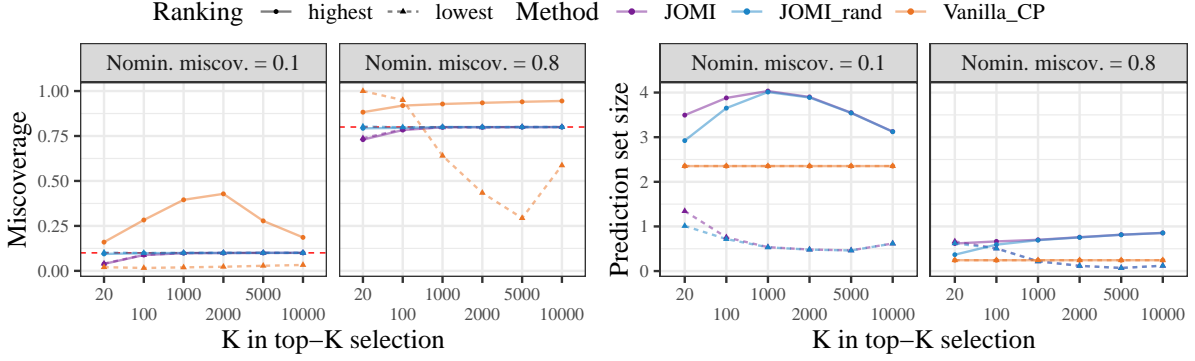 Ranking highest lowest Method JOMI JOMI_rand Vanilla_CP
Nomin. miscov. = 0.1 Nomin. miscov. = 0.8
Miscoverage
1.00
0.75
0.50
0.25
0.00
20 1000 5000 20 1000 5000
100 2000 10000 100 2000 10000
K in top−K selection
Nomin. miscov. = 0.1 Nomin. miscov. = 0.8
Prediction set size
4
3
2
1
0
20 1000 5000 20 1000 5000
100 2000 10000 100 2000 10000
K in top−K selection